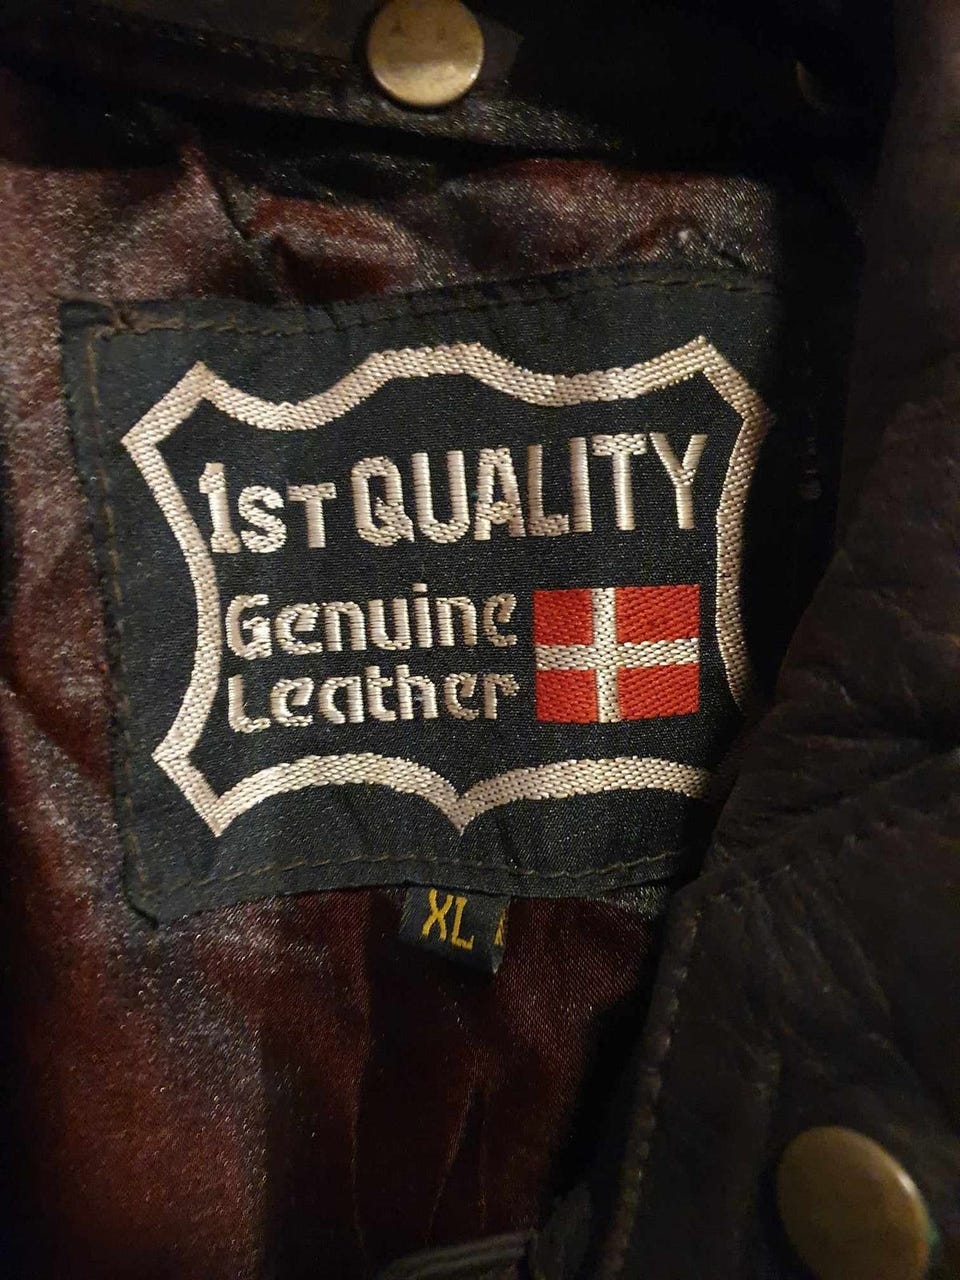 1ST QUALITY
Genuine
Leather
XL